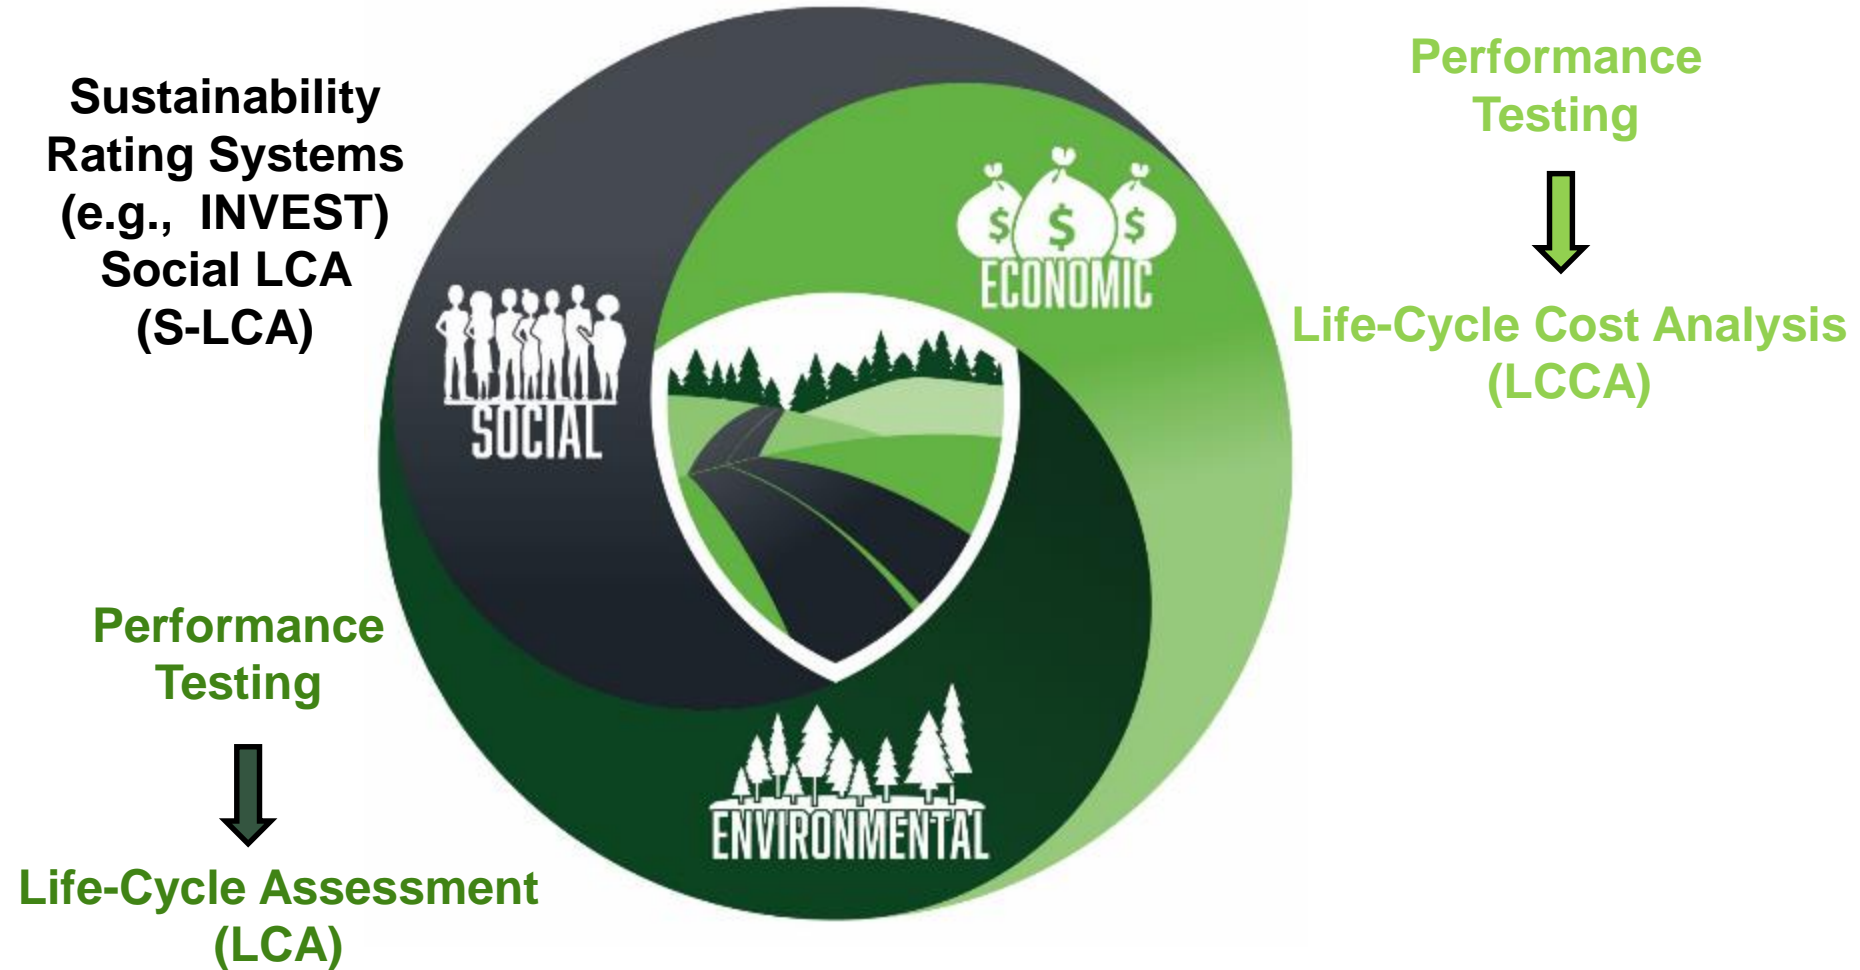 Sustainability
Rating Systems
(e.g., INVEST)
Social LCA
(S-LCA)
Performance
Testing
$ $ $
ECONOMIC
Life-Cycle Cost Analysis
(LCCA)
SOCIAL
Performance
Testing
ENVIRONMENTAL
Life-Cycle Assessment
(LCA)